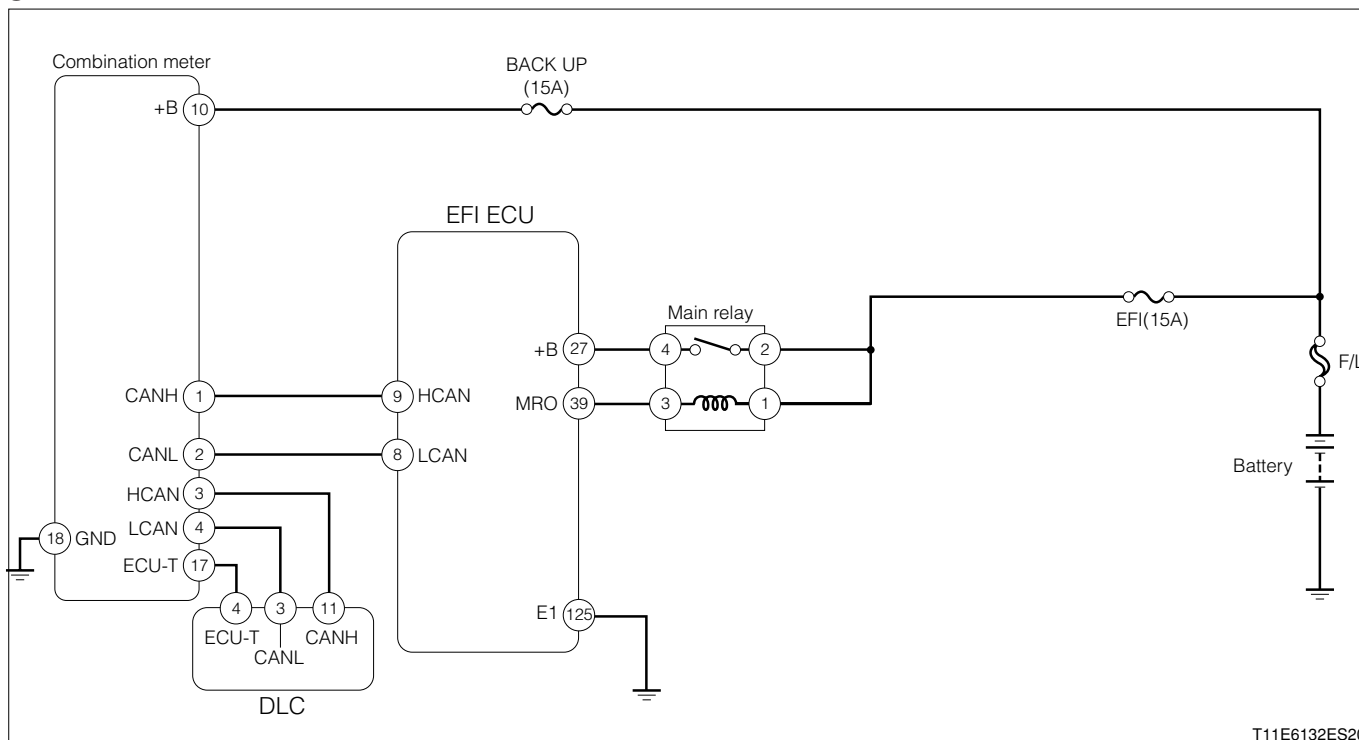 Combination meter
BACK UP
(15A)
+B 10
EFI ECU
Main relay
EFI(15A)
+B 27 4 2
F/L
CANH 1 9 HCAN
MRO 39 3 1
CANL 2 8 LCAN
Battery
HCAN 3
LCAN 4
18 GND
ECU-T 17
4 3 11
E1 125
ECU-T CANH
CANL
DLC
T11E6132ES20